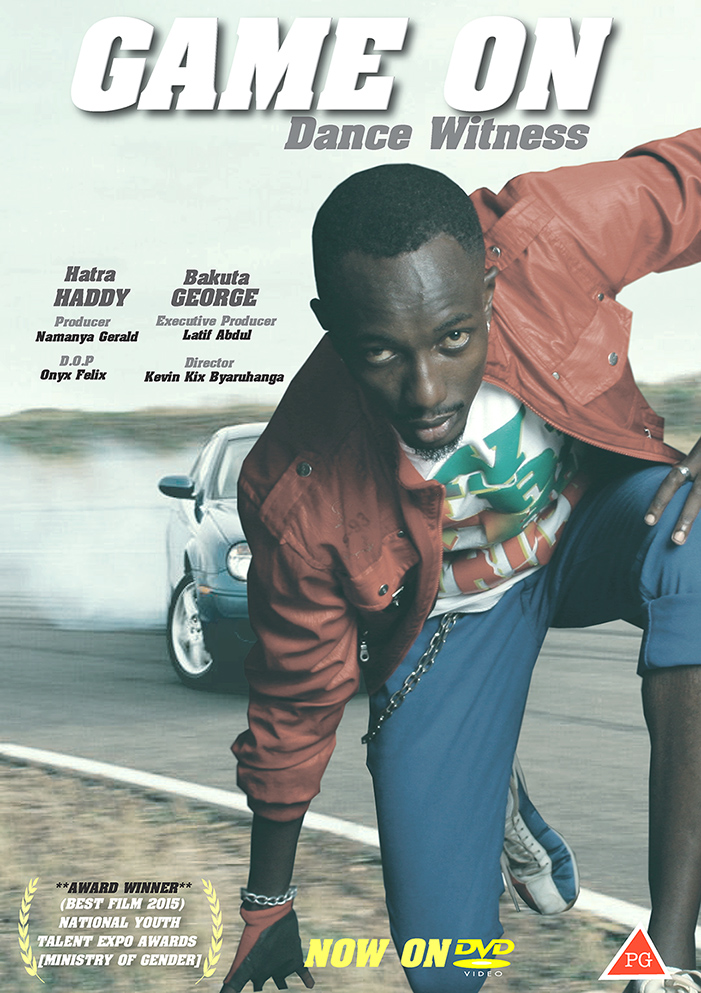 GAME ON
Dance Witness
Hatra
HADDY
Bakuta
GEORGE
Producer
Namanya Gerald
Executive Producer
Latif Abdul
D.O.P
Onyx Felix
Director
Kevin Kix Byaruhanga
93
**AWARD WINNER**
(BEST FILM 2015)
NATIONAL YOUTH
TALENT EXPO AWARDS
[MINISTRY OF GENDER]
NOW ON DVD
VIDEO
PG